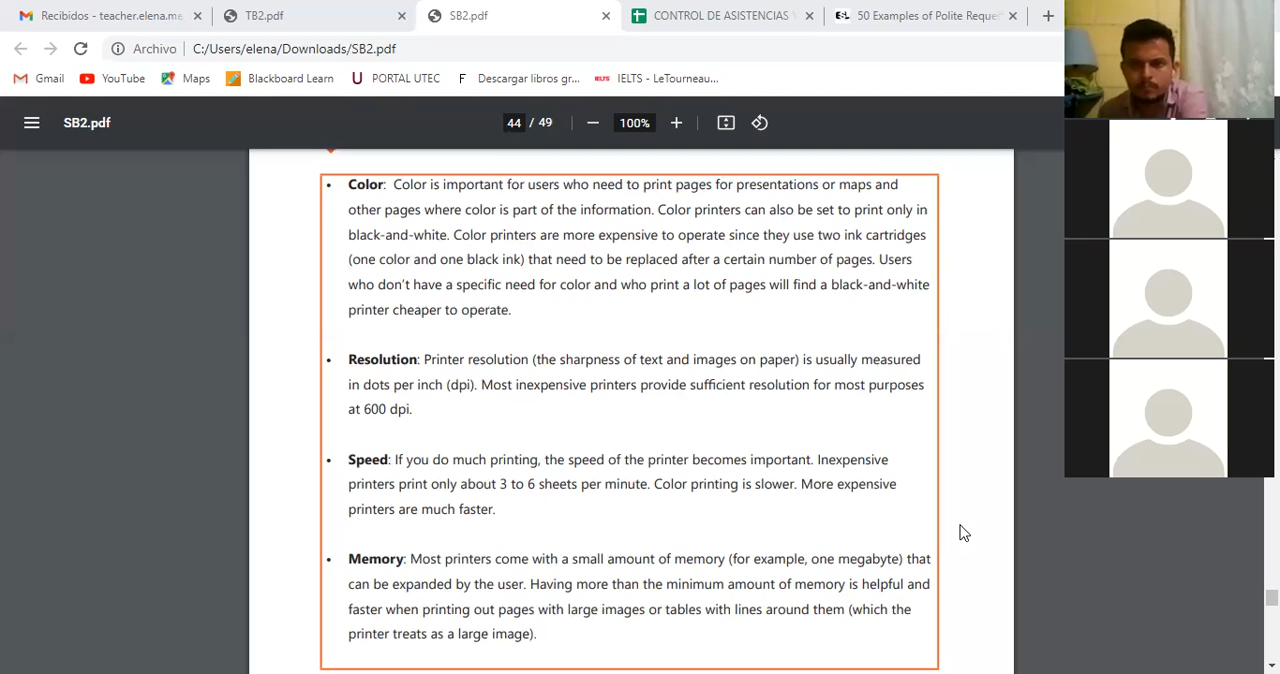 Recibidos - teacher.elena.me
TB2.pdf
SB2.pdf
CONTROL DE ASISTENCIAS
50 Examples of Polite Reque
Archivo
C:/Users/elena/Downloads/SB2.pdf
Gmail
YouTube
Maps
Blackboard Learn
U PORTAL UTEC
F Descargar libros gr...
IELTS IELTS - LeTourneau...
SB2.pdf
44 / 49
100%
• Color: Color is important for users who need to print pages for presentations or maps and
other pages where color is part of the information. Color printers can also be set to print only in
black-and-white. Color printers are more expensive to operate since they use two ink cartridges
(one color and one black ink) that need to be replaced after a certain number of pages. Users
who don't have a specific need for color and who print a lot of pages will find a black-and-white
printer cheaper to operate.
• Resolution: Printer resolution (the sharpness of text and images on paper) is usually measured
in dots per inch (dpi). Most inexpensive printers provide sufficient resolution for most purposes
at 600 dpi.
• Speed: If you do much printing, the speed of the printer becomes important. Inexpensive
printers print only about 3 to 6 sheets per minute. Color printing is slower. More expensive
printers are much faster.
• Memory: Most printers come with a small amount of memory (for example, one megabyte) that
can be expanded by the user. Having more than the minimum amount of memory is helpful and
faster when printing out pages with large images or tables with lines around them (which the
printer treats as a large image).